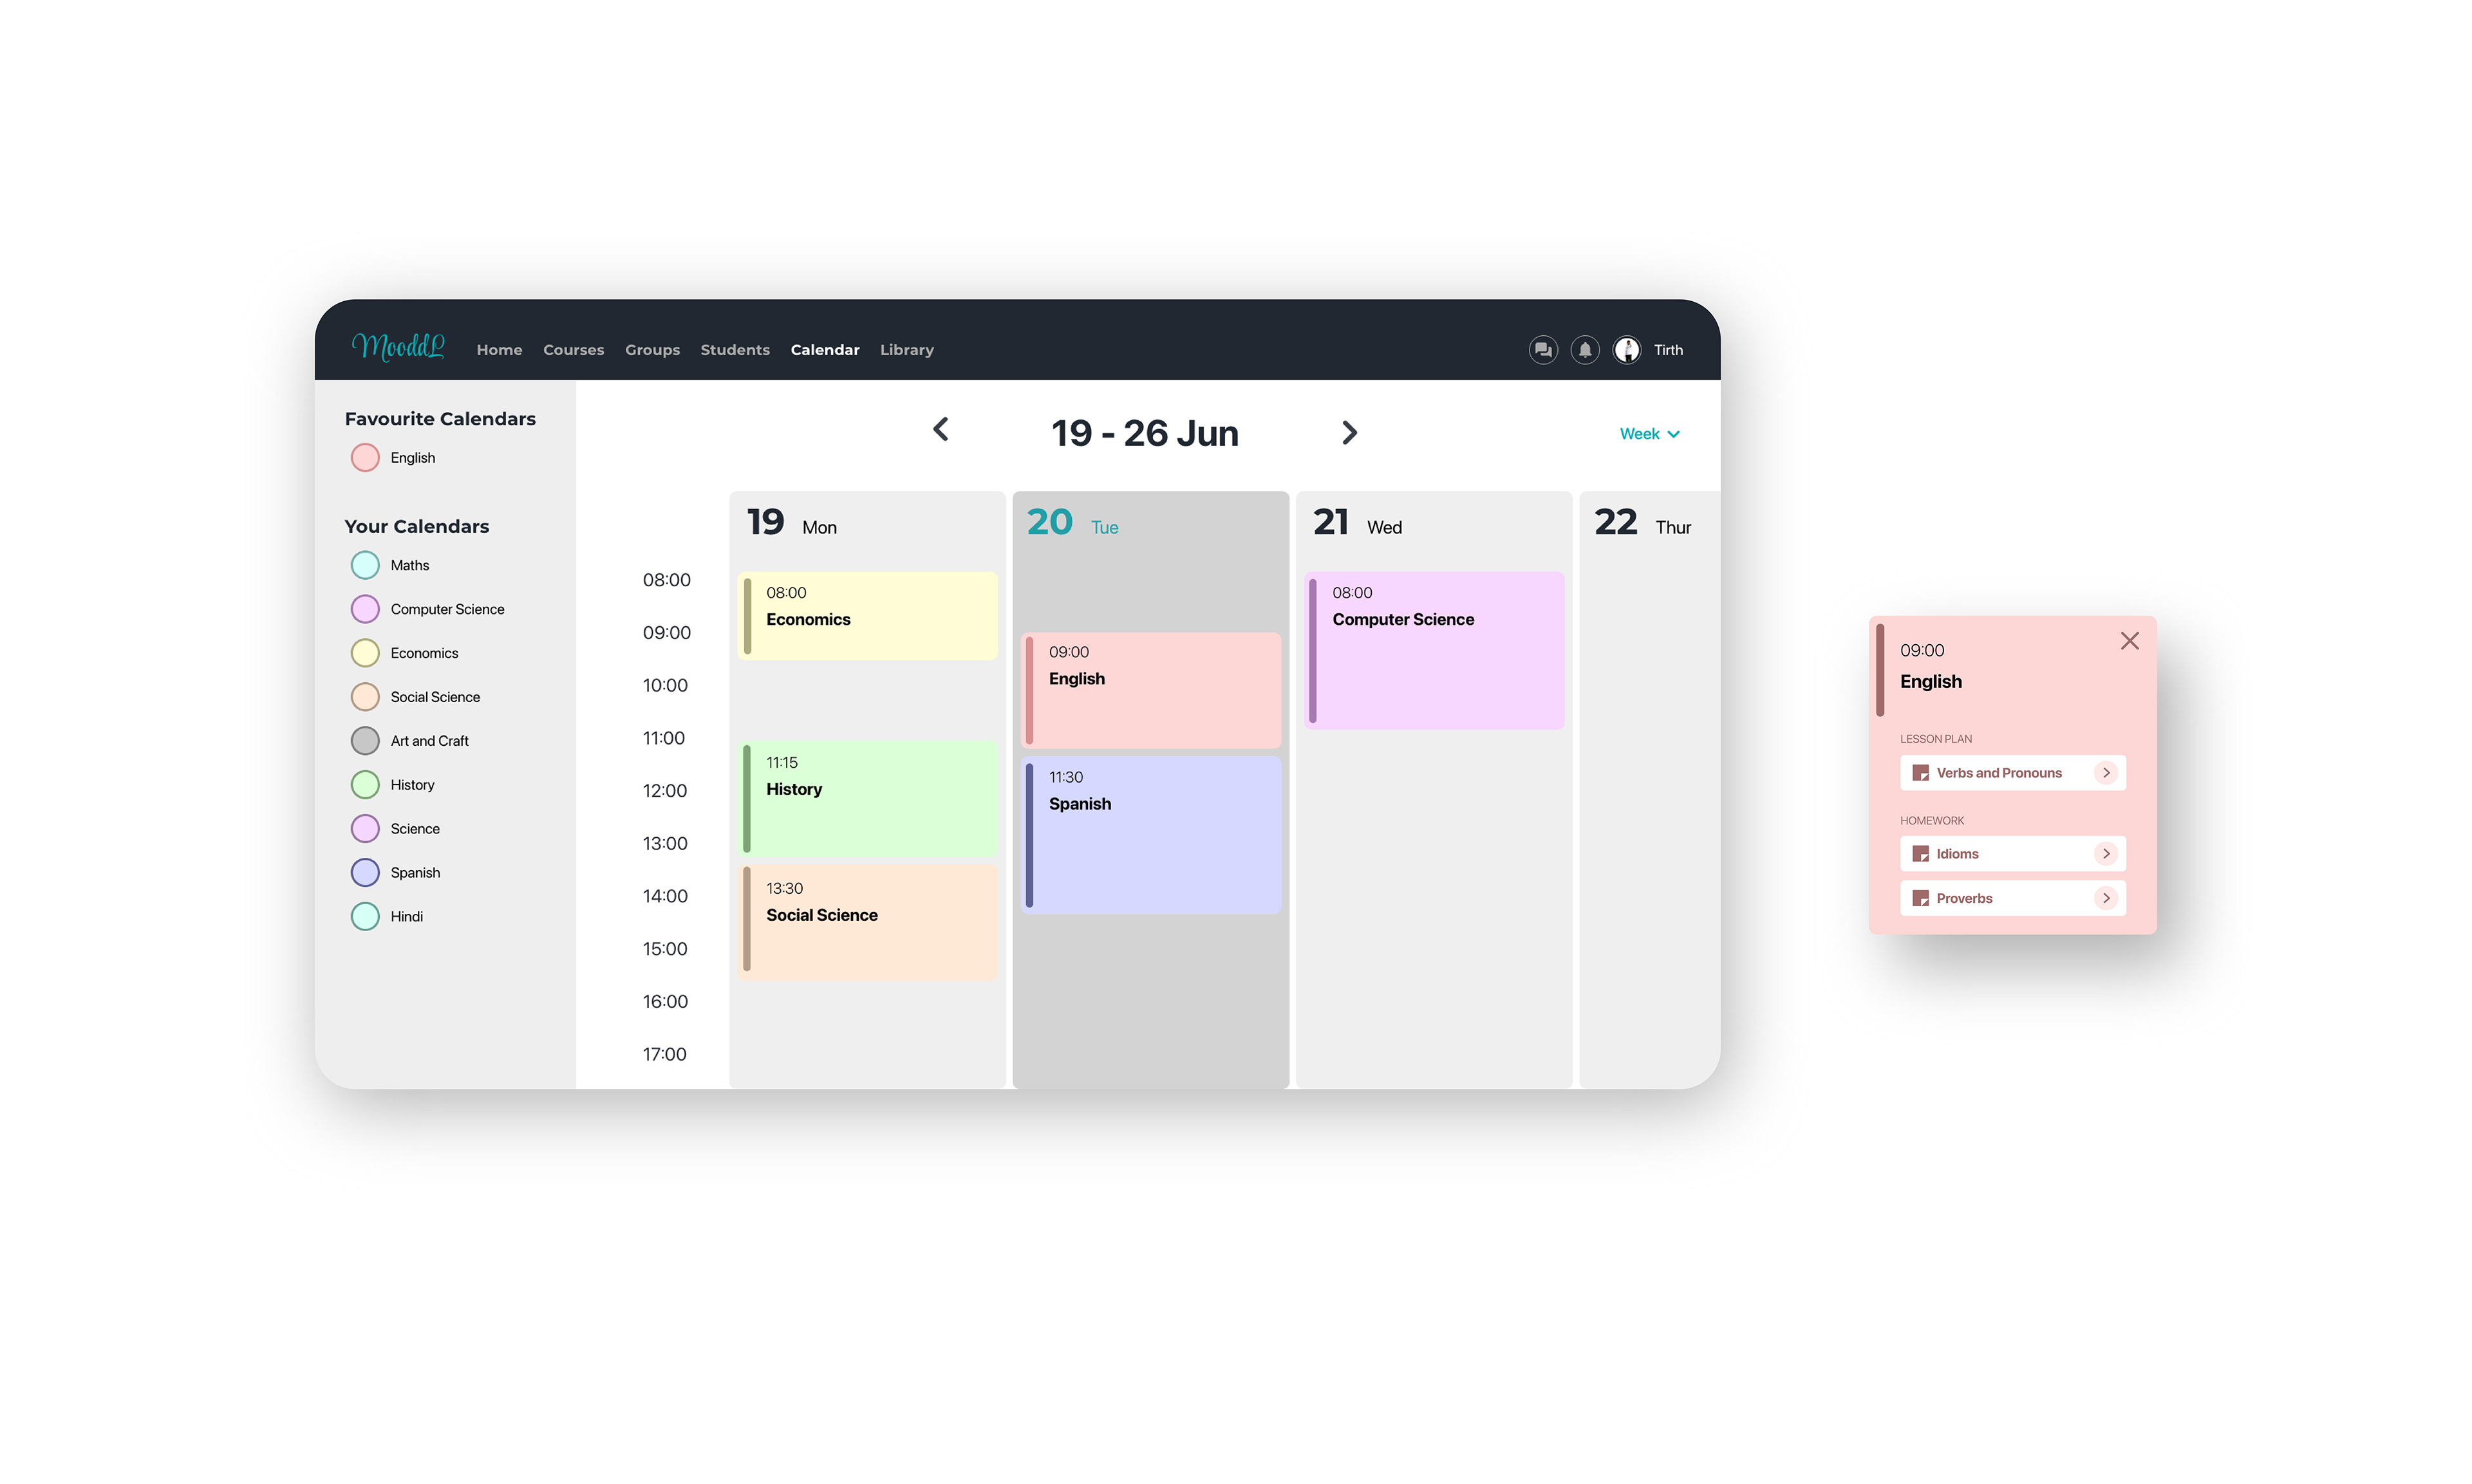 MooddL
Home Courses Groups Students Calendar Library
Tirth
Favourite Calendars
English
Your Calendars
Maths
Computer Science
Economics
Social Science
Art and Craft
History
Science
Spanish
Hindi
19 - 26 Jun
Week
19 Mon
20 Tue
21 Wed
22 Thur
08:00
09:00
10:00
11:00
12:00
13:00
14:00
15:00
16:00
17:00
08:00
Economics
11:15
History
13:30
Social Science
09:00
English
11:30
Spanish
08:00
Computer Science
09:00
English
LESSON PLAN
Verbs and Pronouns
HOMEWORK
Idioms
Proverbs